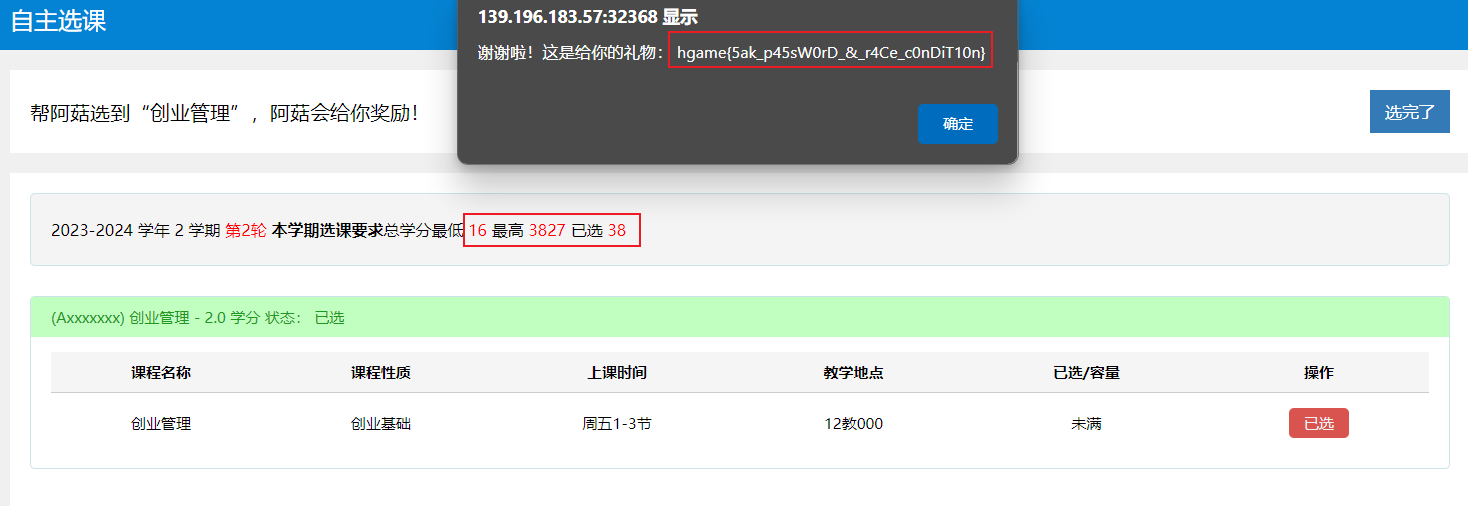 自主选课
139.196.183.57:32368 显示
谢谢啦！这是给你的礼物：hgame{5ak_p45sW0rD_&_r4Ce_c0nDiT10n}
确定
帮阿菇选到“创业管理”，阿菇会给你奖励！
选完了
2023-2024 学年 2 学期 第2轮 本学期选课要求总学分最低 16 最高 3827 已选 38
(Axxxxxxx) 创业管理 - 2.0 学分 状态： 已选
课程名称 课程性质 上课时间 教学地点 已选/容量 操作
创业管理 创业基础 周五1-3节 12教000 未满 已选